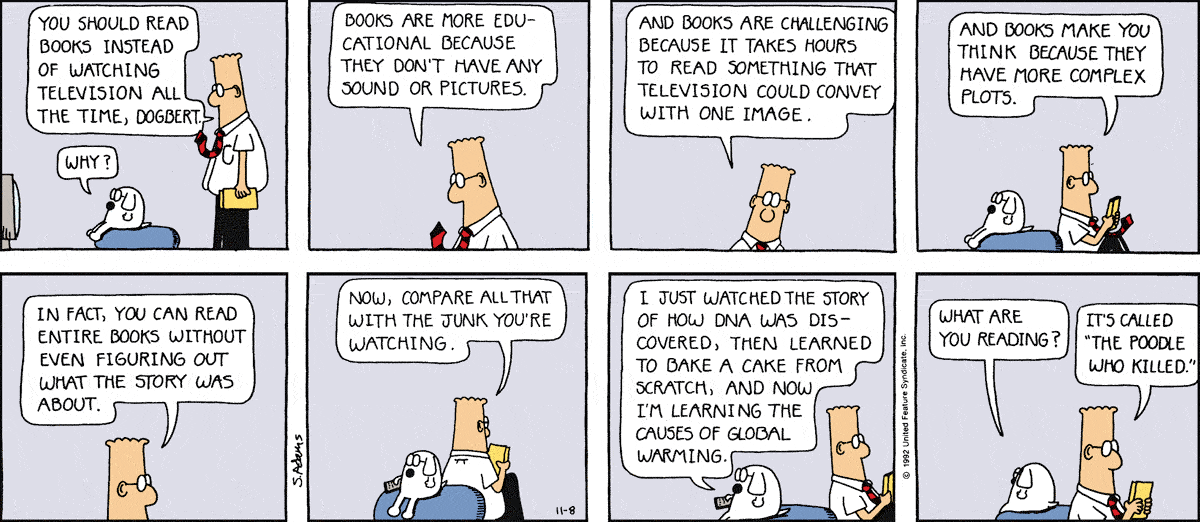 YOU SHOULD READ
BOOKS INSTEAD
OF WATCHING
TELEVISION ALL
THE TIME, DOGBERT.
WHY?
BOOKS ARE MORE EDU-
CATIONAL BECAUSE
THEY DON'T HAVE ANY
SOUND OR PICTURES.
AND BOOKS ARE CHALLENGING
BECAUSE IT TAKES HOURS
TO READ SOMETHING THAT
TELEVISION COULD CONVEY
WITH ONE IMAGE.
AND BOOKS MAKE YOU
THINK BECAUSE THEY
HAVE MORE COMPLEX
PLOTS.
IN FACT, YOU CAN READ
ENTIRE BOOKS WITHOUT
EVEN FIGURING OUT
WHAT THE STORY WAS
ABOUT.
S.Adams
NOW, COMPARE ALL THAT
WITH THE JUNK YOU'RE
WATCHING.
11-8
I JUST WATCHED THE STORY
OF HOW DNA WAS DIS-
COVERED, THEN LEARNED
TO BAKE A CAKE FROM
SCRATCH, AND NOW
I'M LEARNING THE
CAUSES OF GLOBAL
WARMING.
© 1992 United Feature Syndicate, Inc.
WHAT ARE
YOU READING?
IT'S CALLED
"THE POODLE
WHO KILLED."